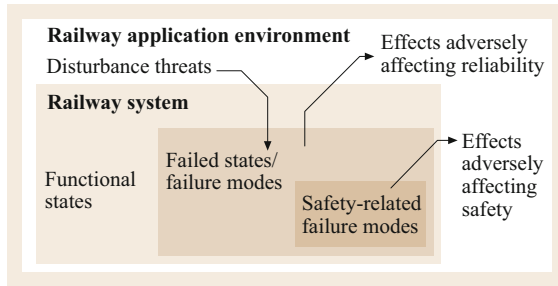 Railway application environment
Disturbance threats
Effects adversely
affecting reliability
Railway system
Functional
states
Failed states/
failure modes
Safety-related
failure modes
Effects
adversely
affecting
safety